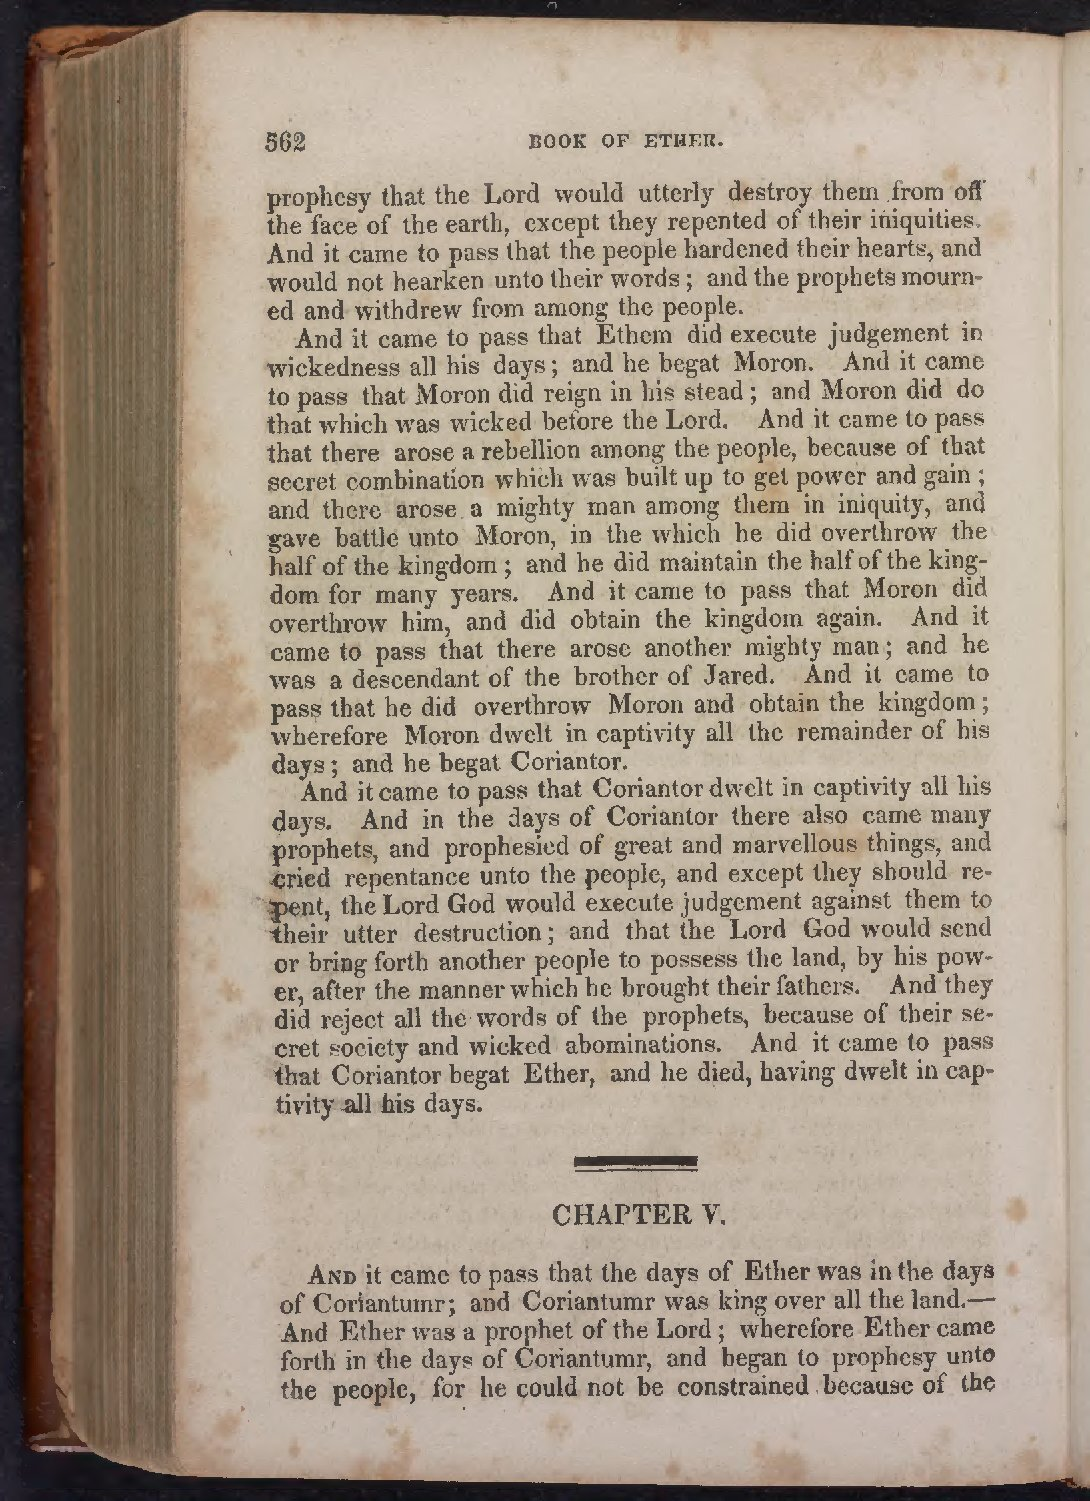 562 BOOK OF ETHER.
prophesy that the Lord would utterly destroy them from off
the face of the earth, except they repented of their iniquities.
And it came to pass that the people hardened their hearts, and
would not hearken unto their words; and the prophets mourn-
ed and withdrew from among the people.
And it came to pass that Ethem did execute judgement in
wickedness all his days; and he begat Moron. And it came
to pass that Moron did reign in his stead; and Moron did do
that which was wicked before the Lord. And it came to pass
that there arose a rebellion among the people, because of that
secret combination which was built up to get power and gain;
and there arose a mighty man among them in iniquity, and
gave battle unto Moron, in the which he did overthrow the
half of the kingdom; and he did maintain the half of the king-
dom for many years. And it came to pass that Moron did
overthrow him, and did obtain the kingdom again. And it
came to pass that there arose another mighty man; and he
was a descendant of the brother of Jared. And it came to
pass that he did overthrow Moron and obtain the kingdom;
wherefore Moron dwelt in captivity all the remainder of his
days; and he begat Coriantor.
And it came to pass that Coriantor dwelt in captivity all his
days. And in the days of Coriantor there also came many
prophets, and prophesied of great and marvellous things, and
cried repentance unto the people, and except they should re-
pent, the Lord God would execute judgement against them to
their utter destruction; and that the Lord God would send
or bring forth another people to possess the land, by his pow-
er, after the manner which he brought their fathers. And they
did reject all the words of the prophets, because of their se-
cret society and wicked abominations. And it came to pass
that Coriantor begat Ether, and he died, having dwelt in cap-
tivity all his days.
CHAPTER V.
AND it came to pass that the days of Ether was in the days
of Coriantumr; and Coriantumr was king over all the land.—
And Ether was a prophet of the Lord; wherefore Ether came
forth in the days of Coriantumr, and began to prophesy unto
the people, for he could not be constrained because of the